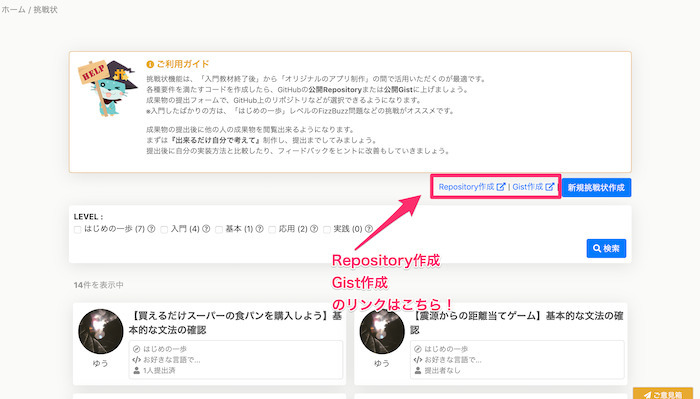 ホーム / 挑戦状
HELP
ご利用ガイド
挑戦状機能は、「入門教材終了後」から「オリジナルのアプリ制作」の間で活用いただくのが最適です。
各種要件を満たすコードを作成したら、GitHubの公開Repositoryまたは公開Gistに上げましょう。
成果物の提出フォームで、GitHub上のリポジトリなどが選択できるようになります。
※入門したばかりの方は、「はじめの一歩」レベルのFizzBuzz問題などの挑戦がオススメです。
成果物の提出後に他の人の成果物を閲覧出来るようになります。
まずは『出来るだけ自分で考えて』制作し、提出までしてみましょう。
提出後に自分の実装方法と比較したり、フィードバックをヒントに改善もしていきましょう。
Repository作成 | Gist作成 | 新規挑戦状作成
LEVEL :
はじめの一歩 (7) 入門 (4) 基本 (1) 応用 (2) 実践 (0)
検索
Repository作成
Gist作成
のリンクはこちら！
14件を表示中
【買えるだけスーパーの食パンを購入しよう】基本的な文法の確認
ゆう
はじめの一歩
お好きな言語で...
1人提出済
【震源からの距離当てゲーム】基本的な文法の確認
ゆう
はじめの一歩
お好きな言語で...
提出者なし
ご意見箱